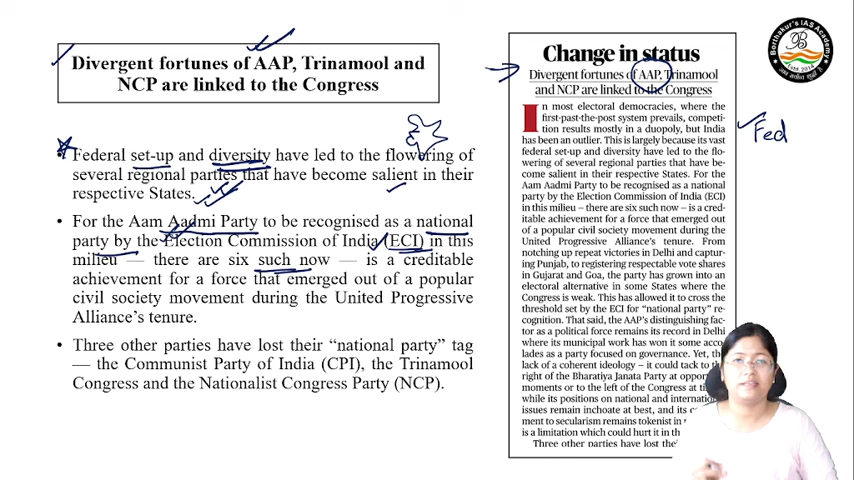 Divergent fortunes of AAP, Trinamool and
NCP are linked to the Congress
Federal set-up and diversity have led to the flowering of
several regional parties that have become salient in their
respective States.
• For the Aam Aadmi Party to be recognised as a national
party by the Election Commission of India (ECI) in this
milieu — there are six such now — is a creditable
achievement for a force that emerged out of a popular
civil society movement during the United Progressive
Alliance's tenure.
• Three other parties have lost their "national party" tag
— the Communist Party of India (CPI), the Trinamool
Congress and the Nationalist Congress Party (NCP).
Change in status
Divergent fortunes of AAP, Trinamool
and NCP are linked to the Congress
In most electoral democracies, where the
first-past-the-post system prevails, competi-
tion results mostly in a duopoly, but India
has been an outlier. This is largely because its vast
federal set-up and diversity have led to the flo-
wering of several regional parties that have be-
come salient in their respective States. For the
Aam Aadmi Party to be recognised as a national
party by the Election Commission of India (ECI)
in this milieu – there are six such now – is a cred-
itable achievement for a force that emerged out
of a popular civil society movement during the
United Progressive Alliance's tenure. From
notching up repeat victories in Delhi and captur-
ing Punjab, to registering respectable vote shares
in Gujarat and Goa, the party has grown into an
electoral alternative in some States where the
Congress is weak. This has allowed it to cross the
threshold set by the ECI for "national party" re-
cognition. That said, the AAP's distinguishing fac-
tor as a political force remains its record in Delhi
where its municipal work has won it some acco-
lades as a party focused on governance. Yet, the
lack of a coherent ideology – it could tack to the
right of the Bharatiya Janata Party at opportune
moments or to the left of the Congress at
while its positions on national and internation
issues remain inchoate at best, and its
ment to secularism remains tokenist in
is a limitation which could hurt it in th
Three other parties have lost the
Fed
Borthakur's IAS Academy
B
Estd. 2014